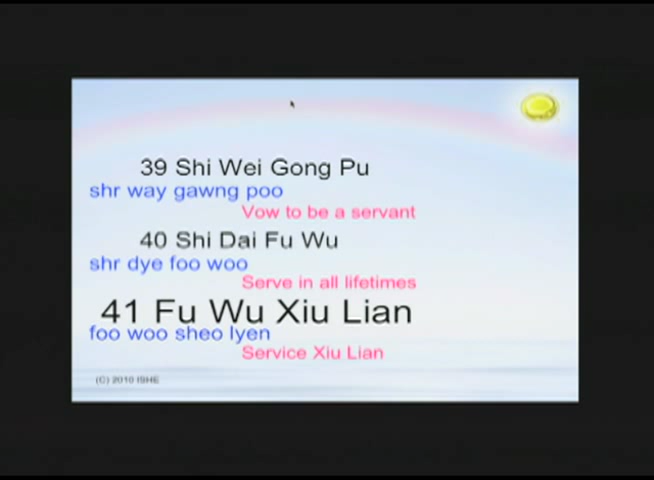 39 Shi Wei Gong Pu
shr way gawng poo
Vow to be a servant
40 Shi Dai Fu Wu
shr dye foo woo
Serve in all lifetimes
41 Fu Wu Xiu Lian
foo woo sheo lyen
Service Xiu Lian
(C) 2010 ISHE